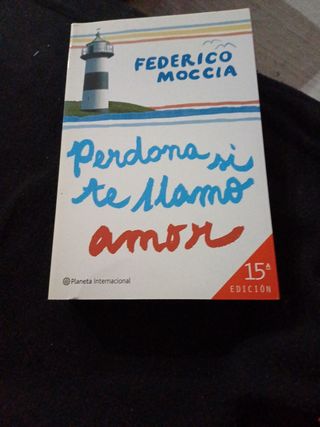 FEDERICO
MOCCIA
Perdona si
te llamo
amor
Planeta Internacional
15ª
EDICIÓN